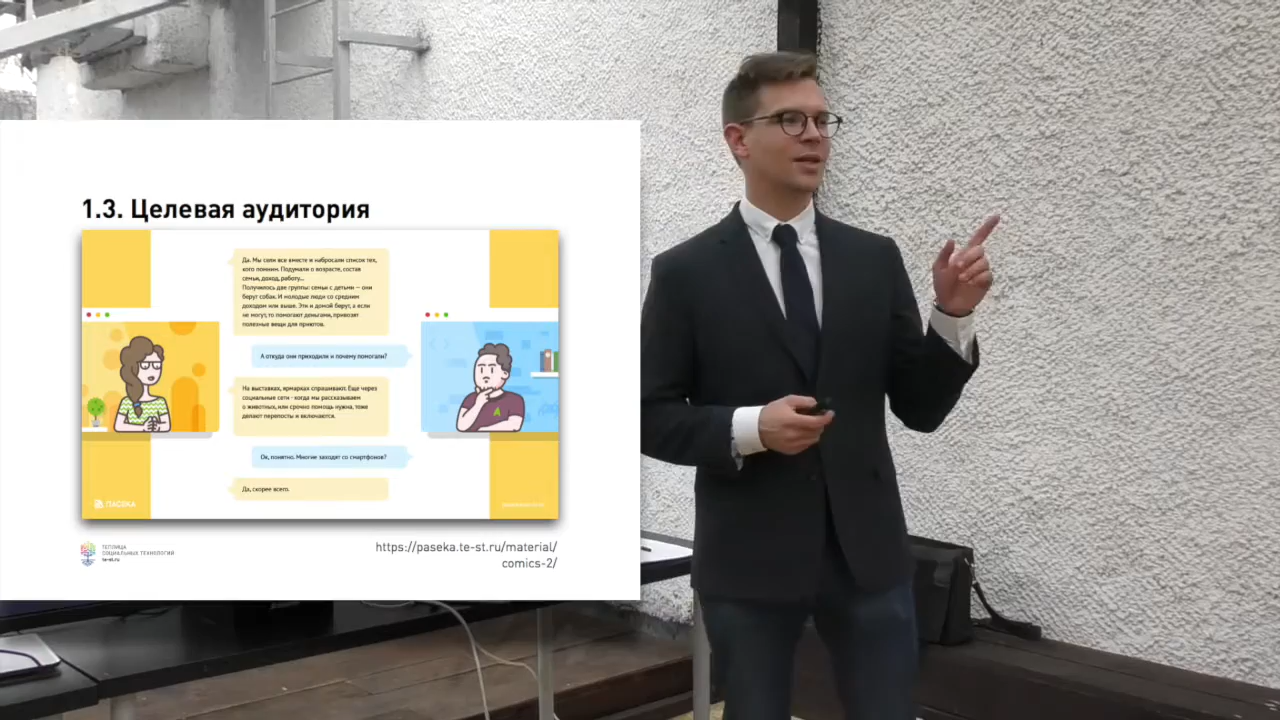 1.3. Целевая аудитория
Да. Мы сели все вместе и набросали список тех,
кого помним. Подумали о возрасте, состав
семьи, доход, работу...
Получилось две группы: семьи с детьми — они
берут собак. И молодые люди со средним
доходом или выше. Эти и домой берут, а если
не могут, то помогают деньгами, привозят
полезные вещи для приютов.
А откуда они приходили и почему помогали?
На выставках, ярмарках спрашивают. Еще через
социальные сети - когда мы рассказываем
о животных, или срочно помощь нужна, тоже
делают перепосты и включаются.
Ок, понятно. Многие заходят со смартфонов?
Да, скорее всего.
ПАСЕКА
ТЕПЛИЦА
СОЦИАЛЬНЫХ ТЕХНОЛОГИЙ
te-st.ru
https://paseka.te-st.ru/material/
comics-2/